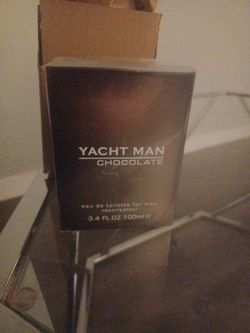 YACHT MAN
CHOCOLATE
eau de toilette for men
vaporisateur
3.4 FL.OZ.100ml℮